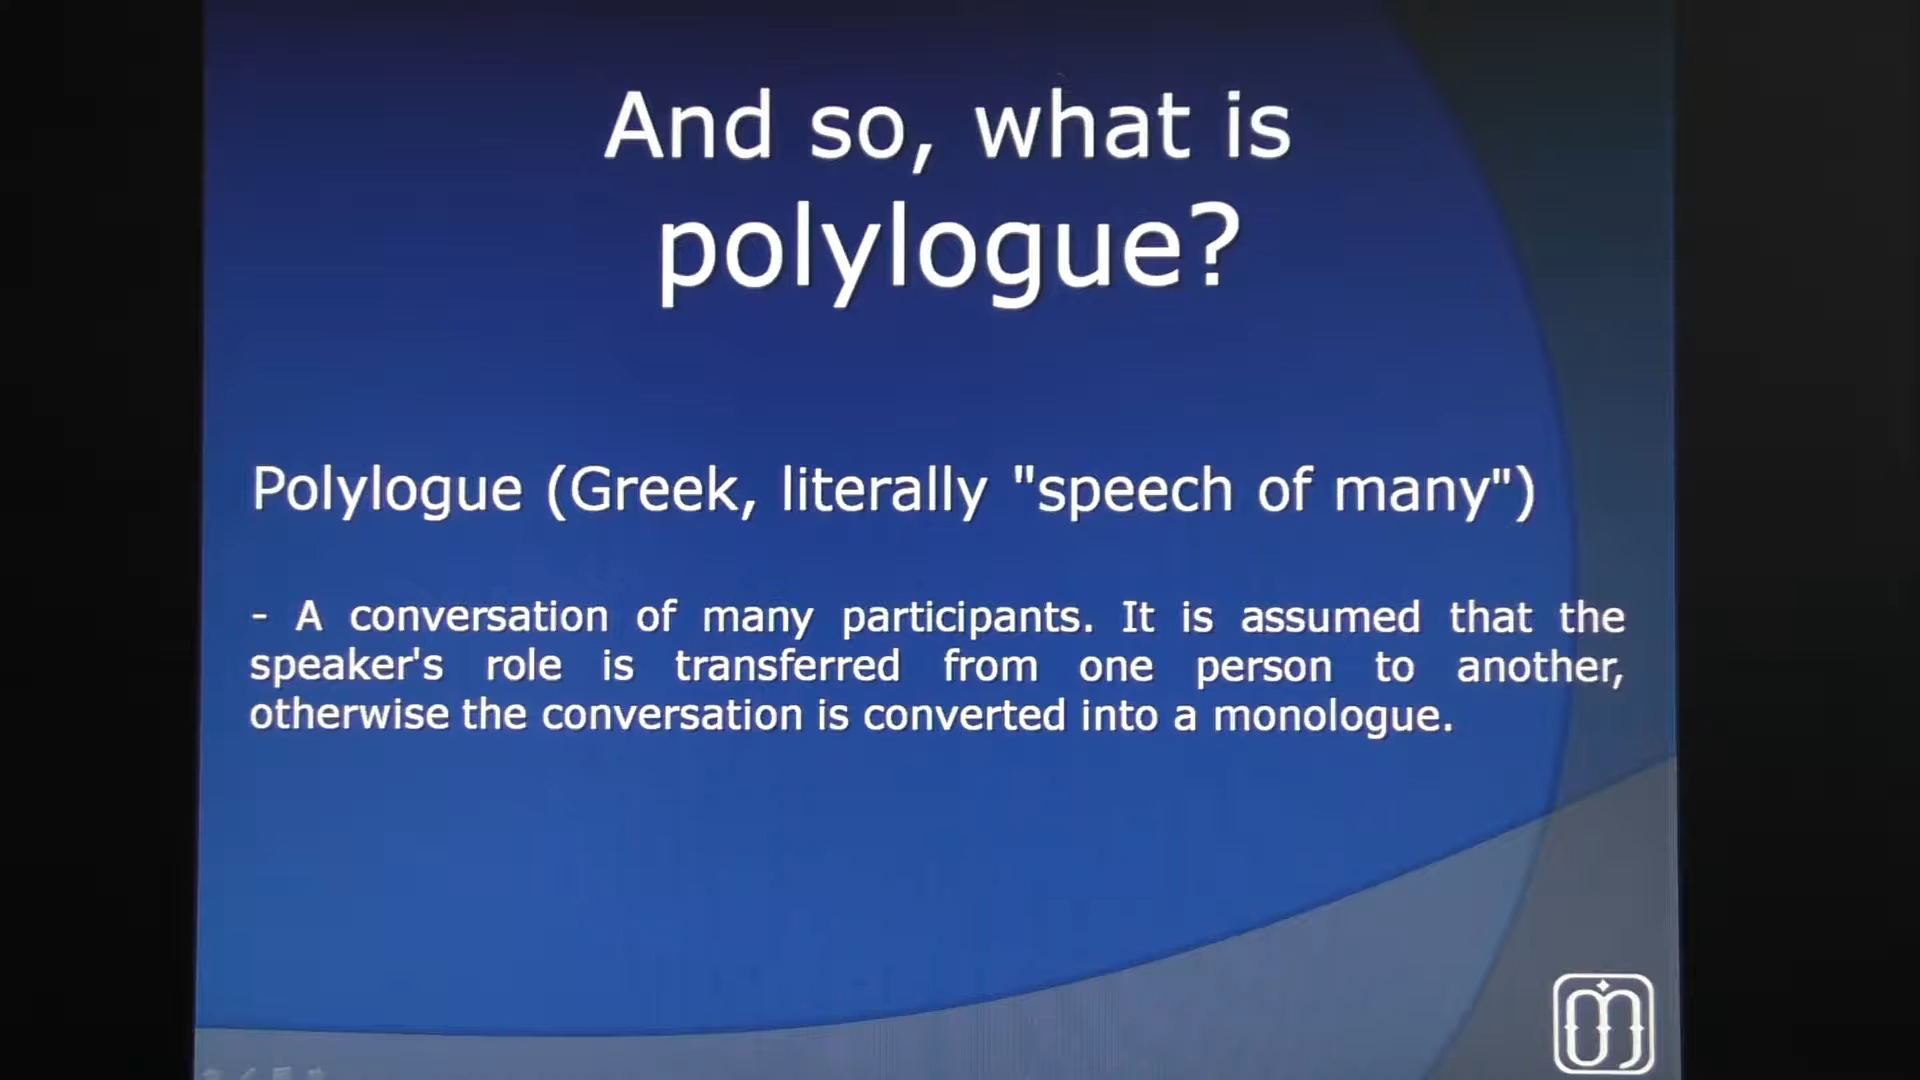 And so, what is
polylogue?
Polylogue (Greek, literally "speech of many")
- A conversation of many participants. It is assumed that the
speaker's role is transferred from one person to another,
otherwise the conversation is converted into a monologue.